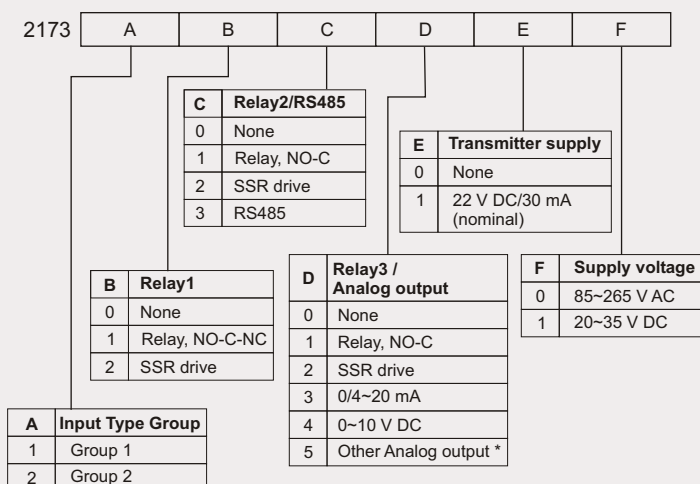 2173 A B C D E F
C Relay2/RS485
0 None
1 Relay, NO-C
2 SSR drive
3 RS485
E Transmitter supply
0 None
1 22 V DC/30 mA
(nominal)
B Relay1
0 None
1 Relay, NO-C-NC
2 SSR drive
D Relay3 /
Analog output
0 None
1 Relay, NO-C
2 SSR drive
3 0/4~20 mA
4 0~10 V DC
5 Other Analog output *
F Supply voltage
0 85~265 V AC
1 20~35 V DC
A Input Type Group
1 Group 1
2 Group 2